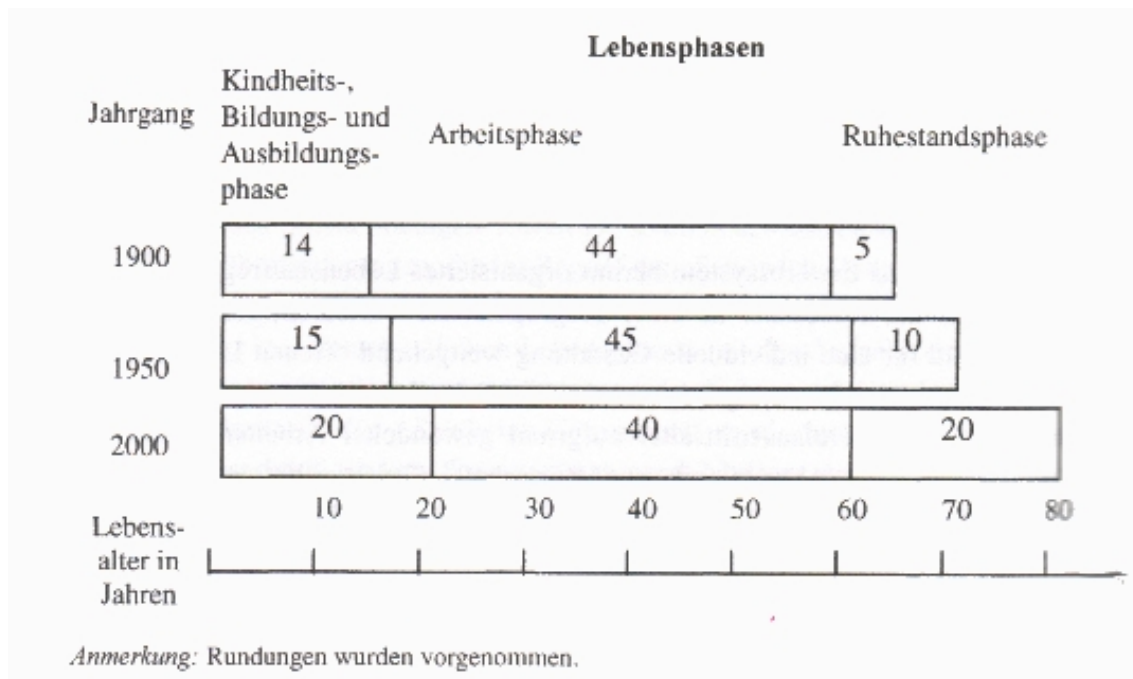 Lebensphasen
Jahrgang
Kindheits-,
Bildungs- und
Ausbildungs-
phase
Arbeitsphase
Ruhestandsphase
1900
14
44
5
1950
15
45
10
2000
20
40
20
10 20 30 40 50 60 70 80
Lebens-
alter in
Jahren
Anmerkung: Rundungen wurden vorgenommen.